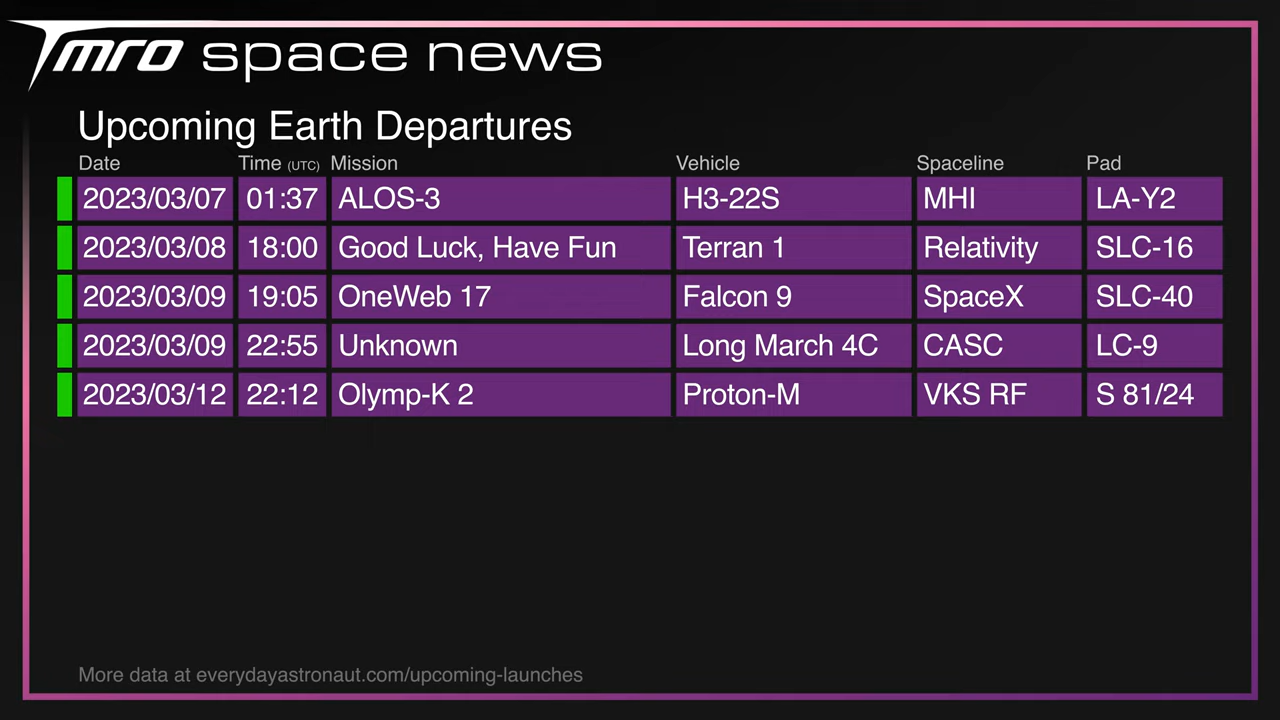 TMRO space news
Upcoming Earth Departures
Date Time (UTC) Mission Vehicle Spaceline Pad
2023/03/07 01:37 ALOS-3 H3-22S MHI LA-Y2
2023/03/08 18:00 Good Luck, Have Fun Terran 1 Relativity SLC-16
2023/03/09 19:05 OneWeb 17 Falcon 9 SpaceX SLC-40
2023/03/09 22:55 Unknown Long March 4C CASC LC-9
2023/03/12 22:12 Olymp-K 2 Proton-M VKS RF S 81/24
More data at everydayastronaut.com/upcoming-launches